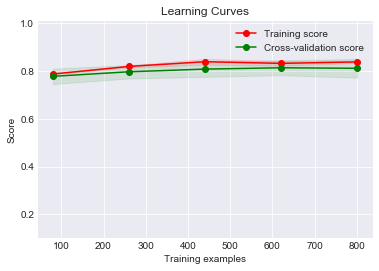 Learning Curves
1.0
Training score
Cross-validation score
0.8
0.6
0.4
0.2
Score
100 200 300 400 500 600 700 800
Training examples